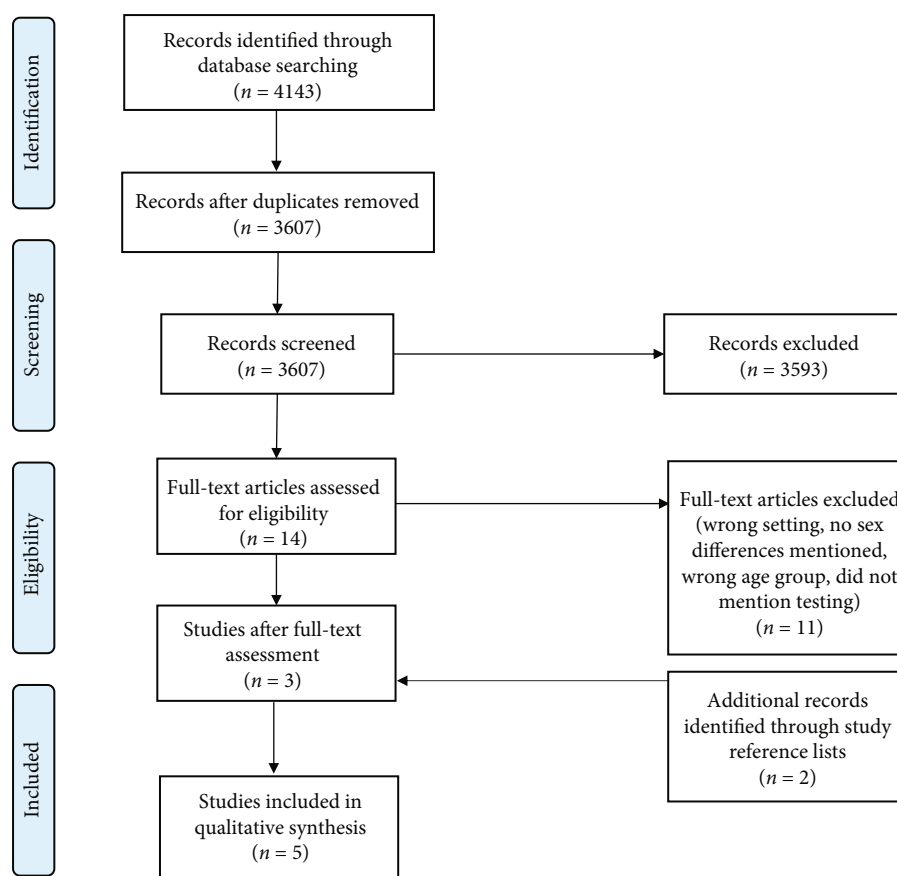 Identification
Records identified through
database searching
(n = 4143)
Records after duplicates removed
(n = 3607)
Screening
Records screened
(n = 3607)
Records excluded
(n = 3593)
Eligibility
Full-text articles assessed
for eligibility
(n = 14)
Full-text articles excluded
(wrong setting, no sex
differences mentioned,
wrong age group, did not
mention testing)
(n = 11)
Studies after full-text
assessment
(n = 3)
Included
Additional records
identified through study
reference lists
(n = 2)
Studies included in
qualitative synthesis
(n = 5)